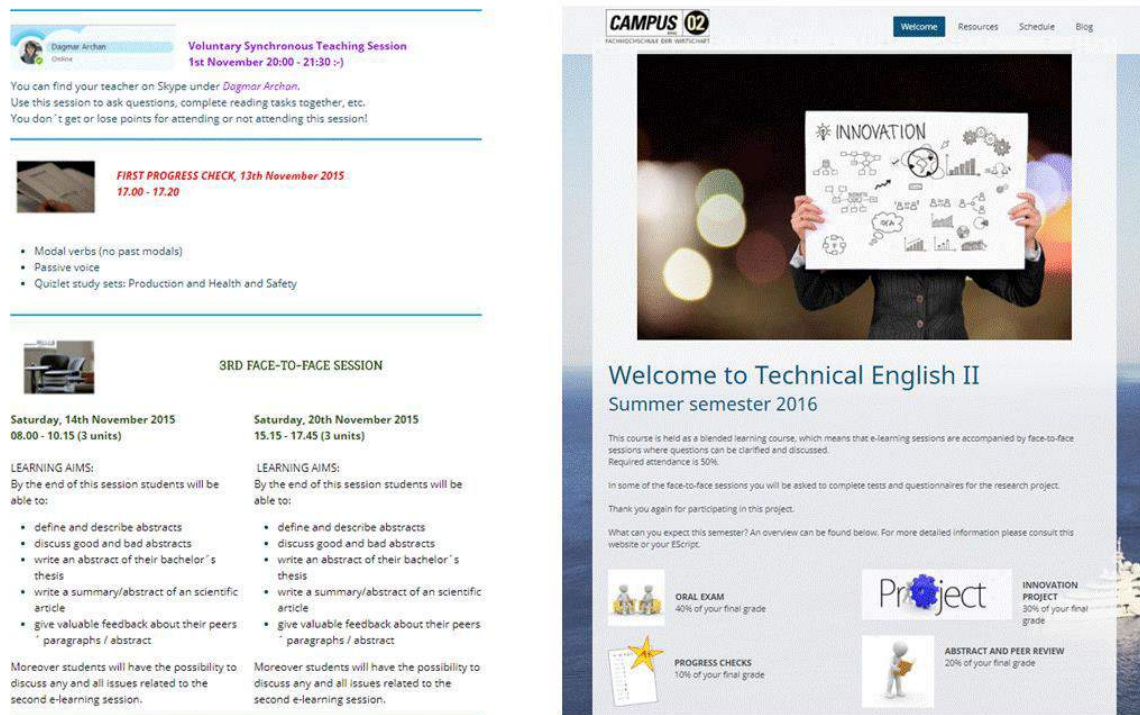 Dagmar Archan
Online
Voluntary Synchronous Teaching Session
1st November 20:00 - 21:30 :-)
You can find your teacher on Skype under Dagmar Archan.
Use this session to ask questions, complete reading tasks together, etc.
You don´t get or lose points for attending or not attending this session!
FIRST PROGRESS CHECK, 13th November 2015
17.00 - 17.20
• Modal verbs (no past modals)
• Passive voice
• Quizlet study sets: Production and Health and Safety
3RD FACE-TO-FACE SESSION
Saturday, 14th November 2015
08.00 - 10.15 (3 units)
LEARNING AIMS:
By the end of this session students will be
able to:
• define and describe abstracts
• discuss good and bad abstracts
• write an abstract of their bachelor´s
thesis
• write a summary/abstract of an scientific
article
• give valuable feedback about their peers
´ paragraphs / abstract
Moreover students will have the possibility to
discuss any and all issues related to the
second e-learning session.
Saturday, 20th November 2015
15.15 - 17.45 (3 units)
LEARNING AIMS:
By the end of this session students will be
able to:
• define and describe abstracts
• discuss good and bad abstracts
• write an abstract of their bachelor´s
thesis
• write a summary/abstract of an scientific
article
• give valuable feedback about their peers
´ paragraphs / abstract
Moreover students will have the possibility to
discuss any and all issues related to the
second e-learning session.
CAMPUS 02
FACHHOCHSCHULE DER WIRTSCHAFT
Welcome Resources Schedule Blog
INNOVATION
IDEA
Welcome to Technical English II
Summer semester 2016
This course is held as a blended learning course, which means that e-learning sessions are accompanied by face-to-face
sessions where questions can be clarified and discussed.
Required attendance is 50%.
In some of the face-to-face sessions you will be asked to complete tests and questionnaires for the research project.
Thank you again for participating in this project.
What can you expect this semester? An overview can be found below. For more detailed information please consult this
website or your EScript.
ORAL EXAM
40% of your final grade
Project
INNOVATION
PROJECT
30% of your final
grade
PROGRESS CHECKS
10% of your final grade
ABSTRACT AND PEER REVIEW
20% of your final grade